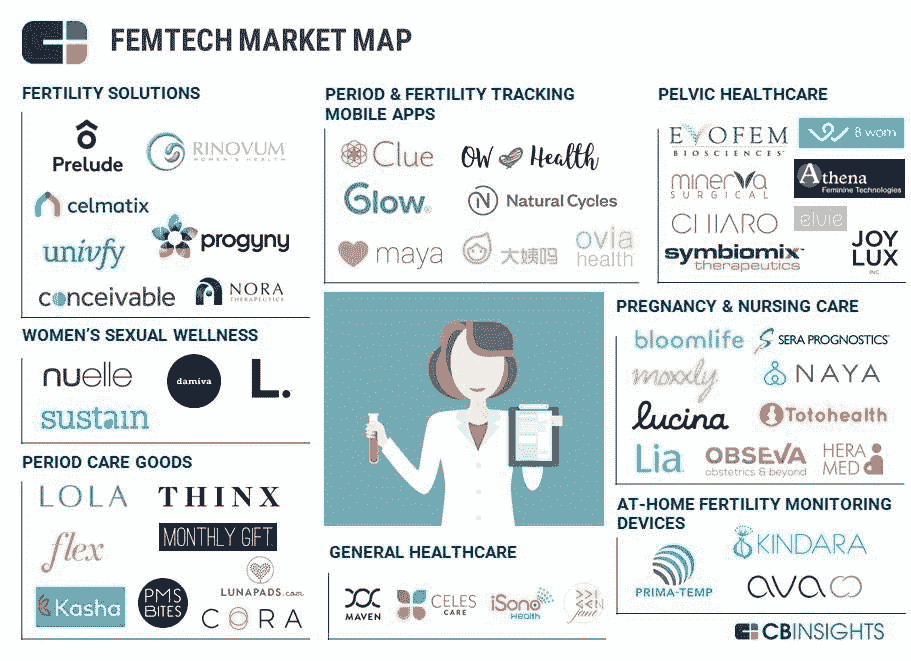 FEMTECH MARKET MAP
FERTILITY SOLUTIONS
Prelude
RINOVUM
WOMEN'S HEALTH
celmatix
univfy
progyny
conceivable
NORA
THERAPEUTICS
PERIOD & FERTILITY TRACKING
MOBILE APPS
Clue
OW Health
Glow
Natural Cycles
maya
大姨吗
ovia
health
PELVIC HEALTHCARE
EVOFEM
BIOSCIENCES
B wom
minerva
SURGICAL
Athena
Feminine Technologies
CHIARO
elvie
symbiomix
therapeutics
JOY
LUX
INC
WOMEN'S SEXUAL WELLNESS
nuelle
damiva
L.
sustain
PREGNANCY & NURSING CARE
bloomlife
SERA PROGNOSTICS
moxxly
NAYA
lucina
Totohealth
Lia
OBSEVA
obstetrics & beyond
HERA
MED
PERIOD CARE GOODS
LOLA
THINX
flex
MONTHLY GIFT
LUNAPADS.com
Kasha
PMS
BITES
CORA
GENERAL HEALTHCARE
MAVEN
CELES
CARE
iSono
Health
AT-HOME FERTILITY MONITORING
DEVICES
PRIMA-TEMP
KINDARA
ava
CBINSIGHTS